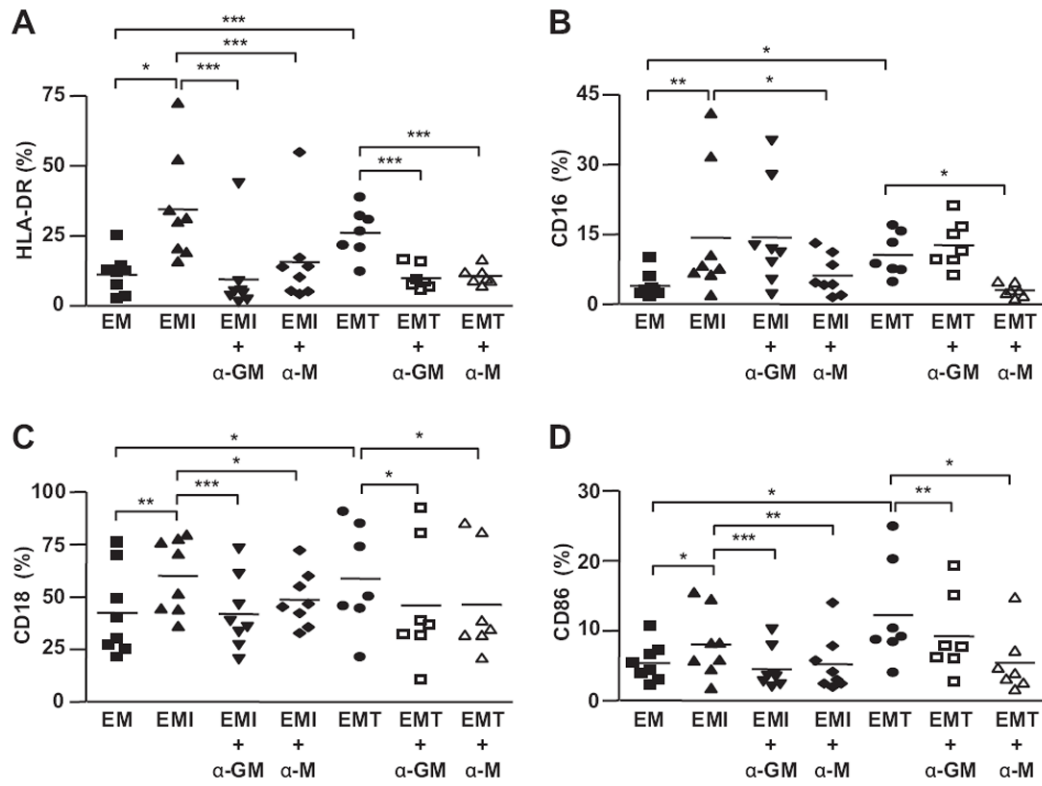 A
***
***
* ***
***
***
75
50
25
0
HLA-DR (%)
EM EMI EMI EMI EMT EMT EMT
+ + + +
α-GM α-M α-GM α-M
B
*
** *
*
45
30
15
0
CD16 (%)
EM EMI EMI EMI EMT EMT EMT
+ + + +
α-GM α-M α-GM α-M
C
*
*
*
***
**
*
100
75
50
25
0
CD18 (%)
EM EMI EMI EMI EMT EMT EMT
+ + + +
α-GM α-M α-GM α-M
D
*
*
**
**
***
*
30
20
10
0
CD86 (%)
EM EMI EMI EMI EMT EMT EMT
+ + + +
α-GM α-M α-GM α-M